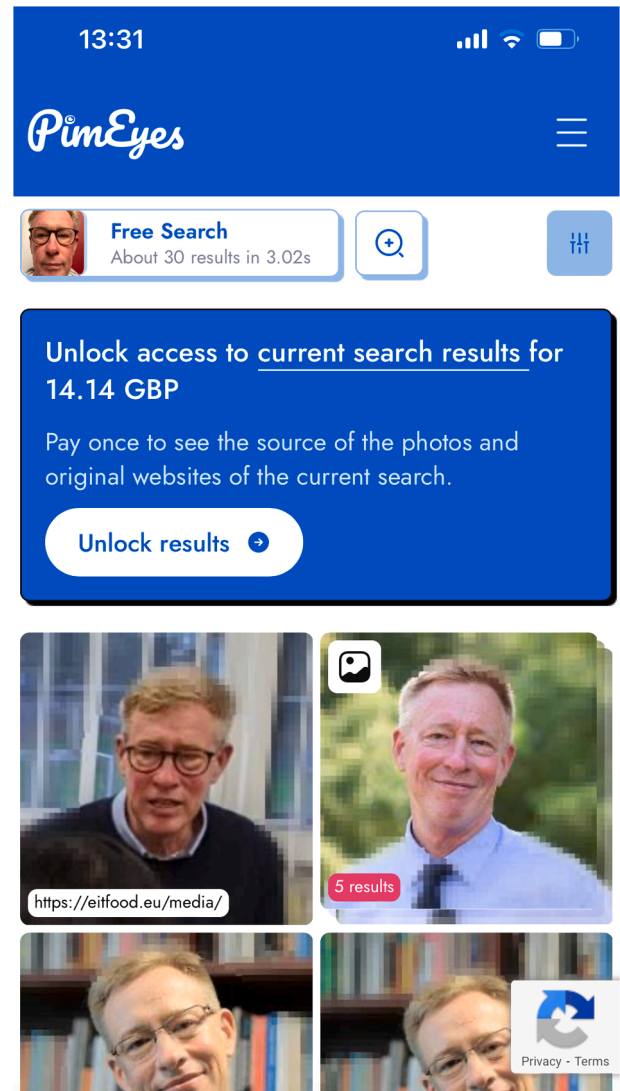 13:31
PimEyes
Free Search
About 30 results in 3.02s
Unlock access to current search results for
14.14 GBP
Pay once to see the source of the photos and
original websites of the current search.
Unlock results
https://eitfood.eu/media/
5 results
Privacy - Terms